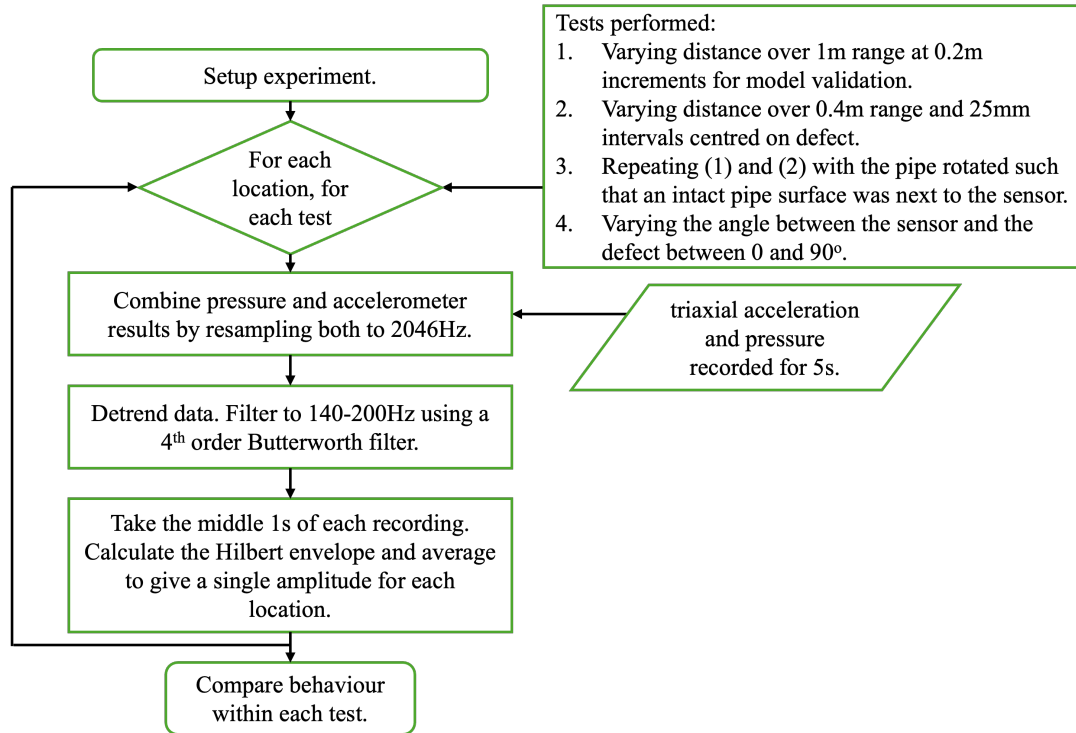 Setup experiment.
For each
location, for
each test
Tests performed:
1. Varying distance over 1m range at 0.2m
increments for model validation.
2. Varying distance over 0.4m range and 25mm
intervals centred on defect.
3. Repeating (1) and (2) with the pipe rotated such
that an intact pipe surface was next to the sensor.
4. Varying the angle between the sensor and the
defect between 0 and 90º.
Combine pressure and accelerometer
results by resampling both to 2046Hz.
triaxial acceleration
and pressure
recorded for 5s.
Detrend data. Filter to 140-200Hz using a
4th order Butterworth filter.
Take the middle 1s of each recording.
Calculate the Hilbert envelope and average
to give a single amplitude for each
location.
Compare behaviour
within each test.